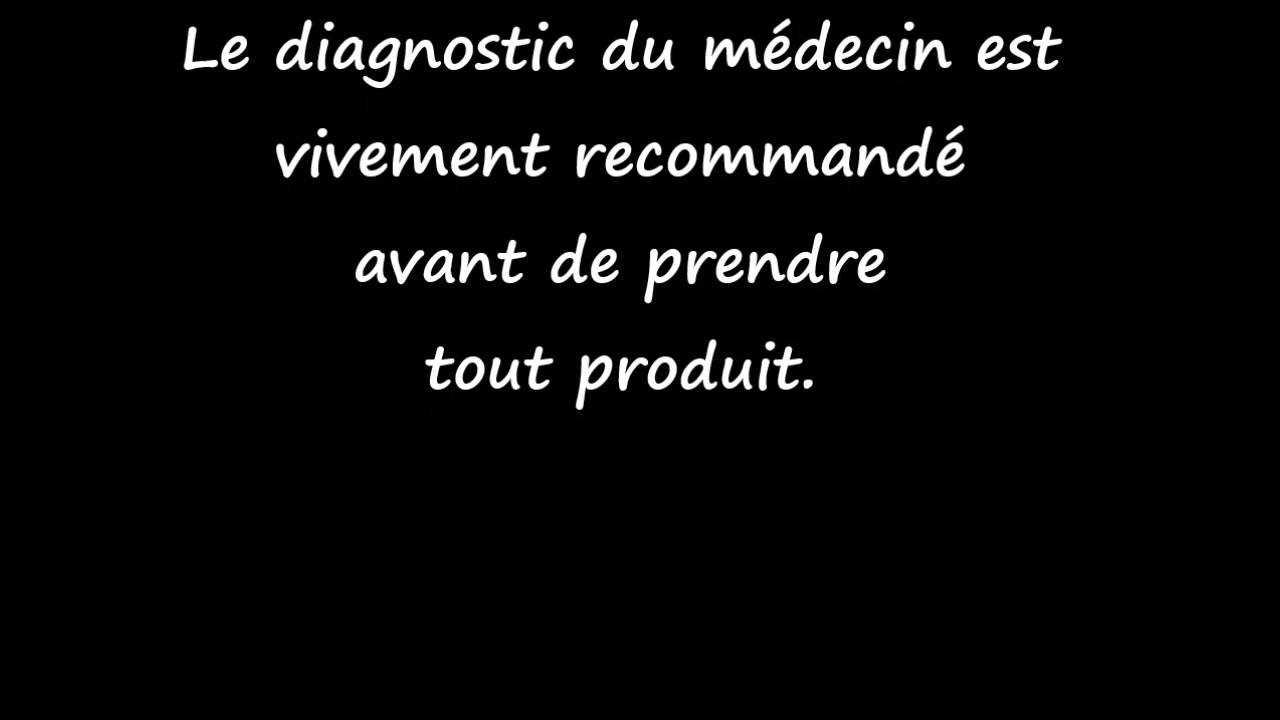 Le diagnostic du médecin est
vivement recommandé
avant de prendre
tout produit.